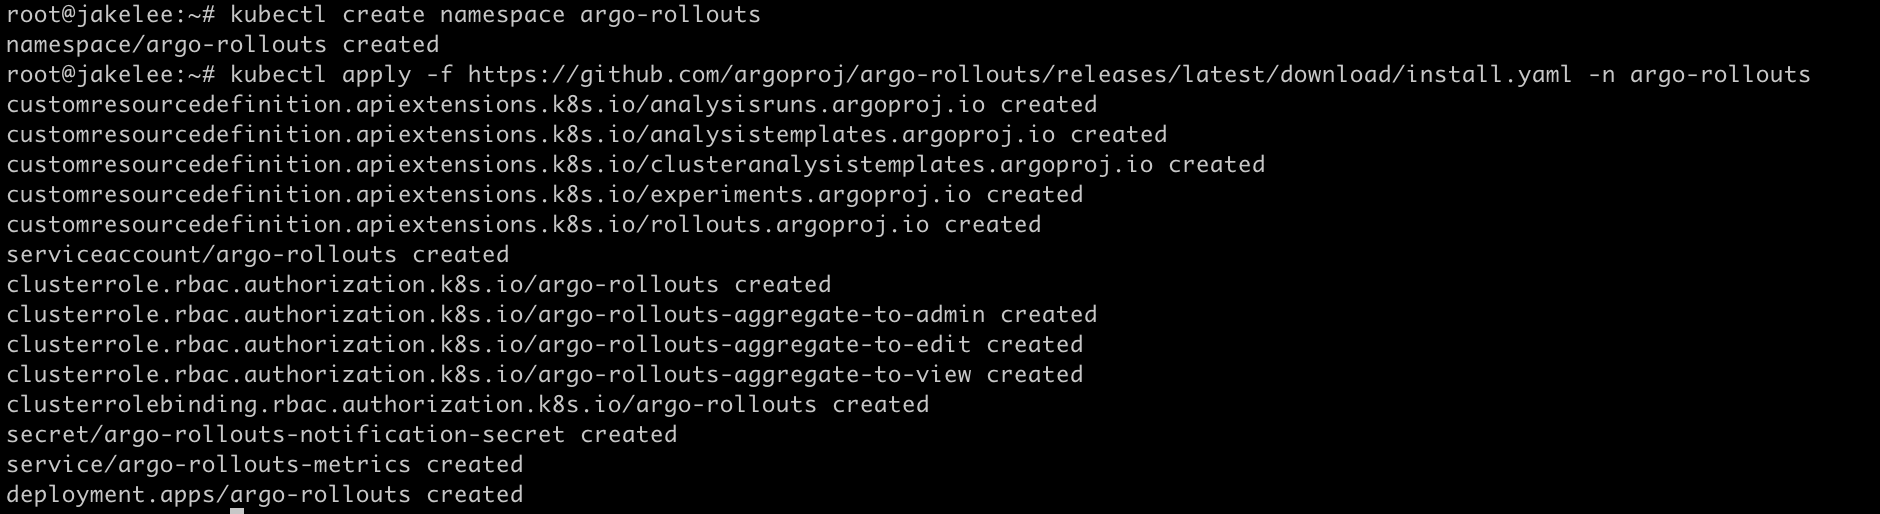 root@jakelee:~# kubectl create namespace argo-rollouts
namespace/argo-rollouts created
root@jakelee:~# kubectl apply -f https://github.com/argoproj/argo-rollouts/releases/latest/download/install.yaml -n argo-rollouts
customresourcedefinition.apiextensions.k8s.io/analysisruns.argoproj.io created
customresourcedefinition.apiextensions.k8s.io/analysistemplates.argoproj.io created
customresourcedefinition.apiextensions.k8s.io/clusteranalysistemplates.argoproj.io created
customresourcedefinition.apiextensions.k8s.io/experiments.argoproj.io created
customresourcedefinition.apiextensions.k8s.io/rollouts.argoproj.io created
serviceaccount/argo-rollouts created
clusterrole.rbac.authorization.k8s.io/argo-rollouts created
clusterrole.rbac.authorization.k8s.io/argo-rollouts-aggregate-to-admin created
clusterrole.rbac.authorization.k8s.io/argo-rollouts-aggregate-to-edit created
clusterrole.rbac.authorization.k8s.io/argo-rollouts-aggregate-to-view created
clusterrolebinding.rbac.authorization.k8s.io/argo-rollouts created
secret/argo-rollouts-notification-secret created
service/argo-rollouts-metrics created
deployment.apps/argo-rollouts created